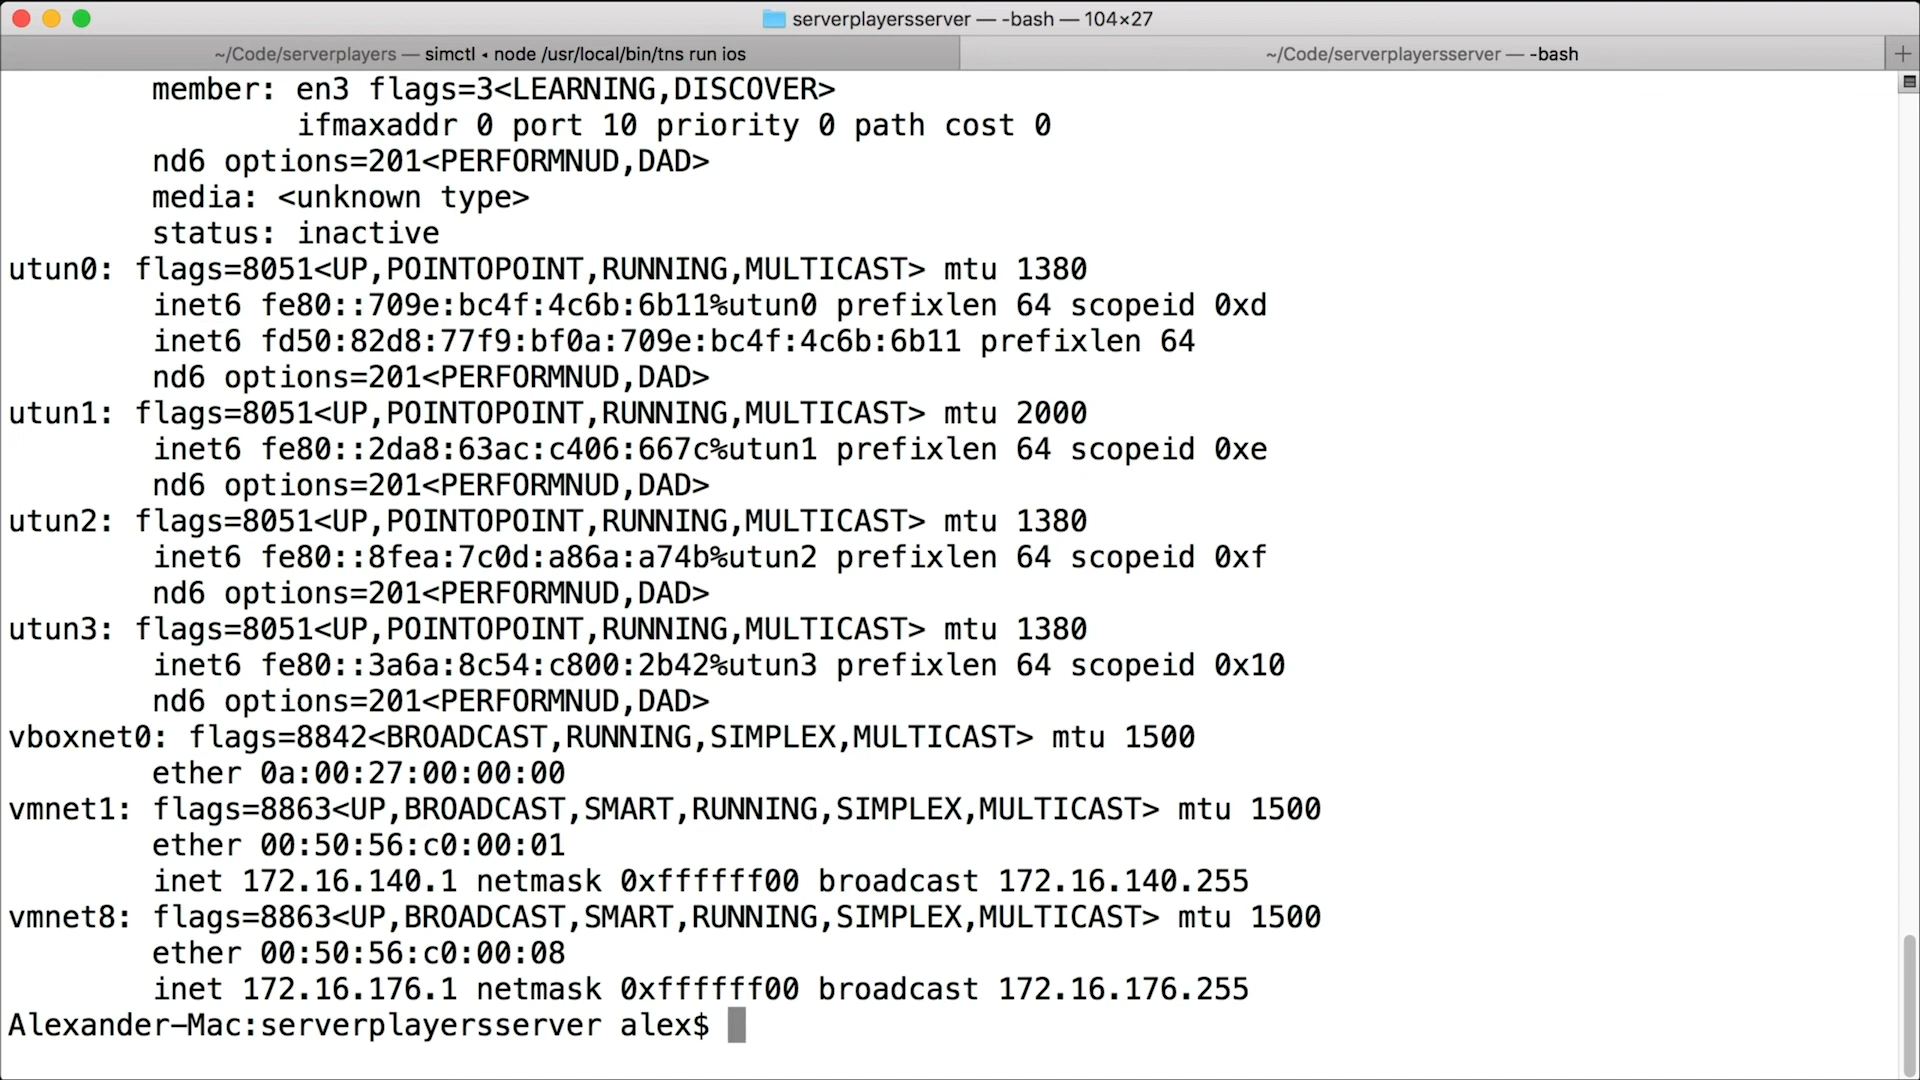 serverplayersserver — -bash — 104×27
~/Code/serverplayers — simctl ◂ node /usr/local/bin/tns run ios
~/Code/serverplayersserver — -bash
member: en3 flags=3<LEARNING,DISCOVER>
ifmaxaddr 0 port 10 priority 0 path cost 0
nd6 options=201<PERFORMNUD,DAD>
media: <unknown type>
status: inactive
utun0: flags=8051<UP,POINTOPOINT,RUNNING,MULTICAST> mtu 1380
inet6 fe80::709e:bc4f:4c6b:6b11%utun0 prefixlen 64 scopeid 0xd
inet6 fd50:82d8:77f9:bf0a:709e:bc4f:4c6b:6b11 prefixlen 64
nd6 options=201<PERFORMNUD,DAD>
utun1: flags=8051<UP,POINTOPOINT,RUNNING,MULTICAST> mtu 2000
inet6 fe80::2da8:63ac:c406:667c%utun1 prefixlen 64 scopeid 0xe
nd6 options=201<PERFORMNUD,DAD>
utun2: flags=8051<UP,POINTOPOINT,RUNNING,MULTICAST> mtu 1380
inet6 fe80::8fea:7c0d:a86a:a74b%utun2 prefixlen 64 scopeid 0xf
nd6 options=201<PERFORMNUD,DAD>
utun3: flags=8051<UP,POINTOPOINT,RUNNING,MULTICAST> mtu 1380
inet6 fe80::3a6a:8c54:c800:2b42%utun3 prefixlen 64 scopeid 0x10
nd6 options=201<PERFORMNUD,DAD>
vboxnet0: flags=8842<BROADCAST,RUNNING,SIMPLEX,MULTICAST> mtu 1500
ether 0a:00:27:00:00:00
vmnet1: flags=8863<UP,BROADCAST,SMART,RUNNING,SIMPLEX,MULTICAST> mtu 1500
ether 00:50:56:c0:00:01
inet 172.16.140.1 netmask 0xffffff00 broadcast 172.16.140.255
vmnet8: flags=8863<UP,BROADCAST,SMART,RUNNING,SIMPLEX,MULTICAST> mtu 1500
ether 00:50:56:c0:00:08
inet 172.16.176.1 netmask 0xffffff00 broadcast 172.16.176.255
Alexander-Mac:serverplayersserver alex$